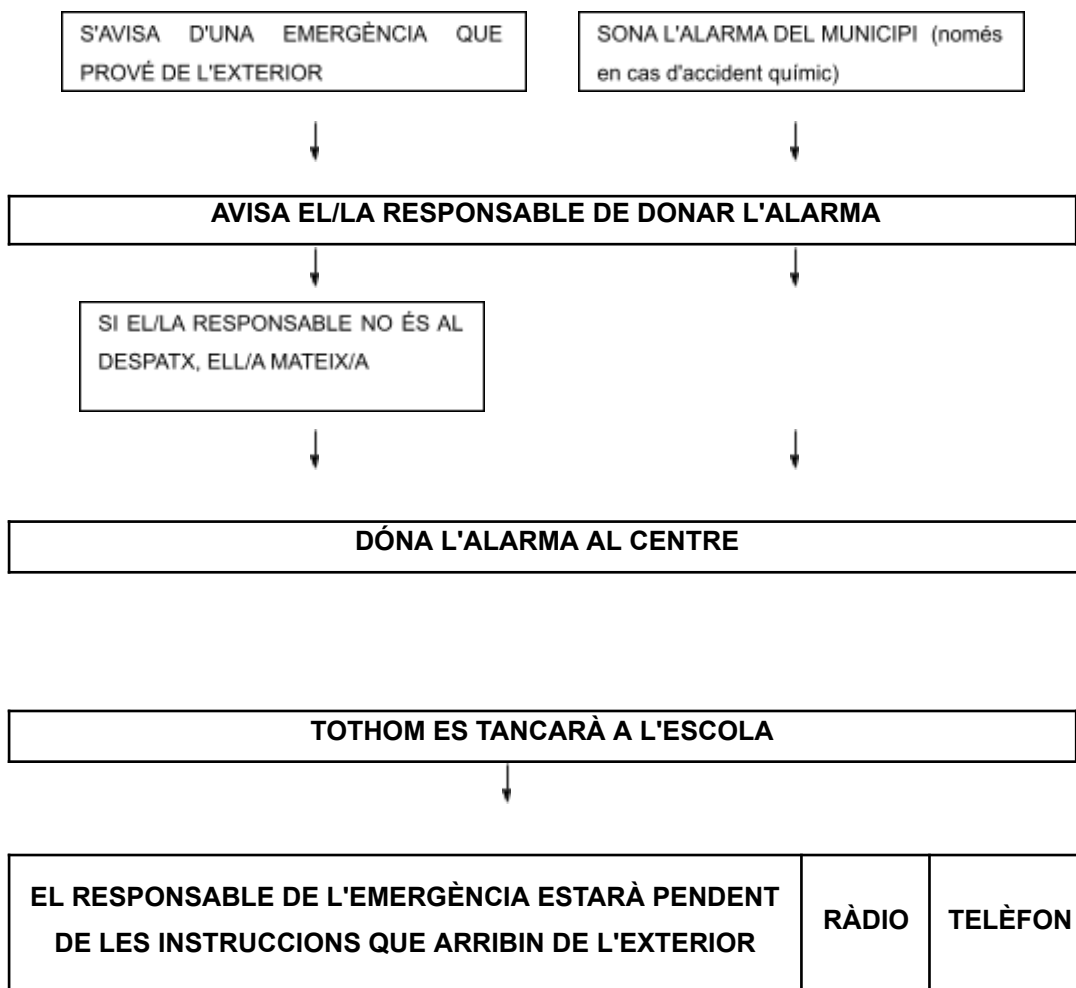 S'AVISA D'UNA EMERGÈNCIA QUE
PROVÉ DE L'EXTERIOR
SONA L'ALARMA DEL MUNICIPI (només
en cas d'accident químic)
AVISA EL/LA RESPONSABLE DE DONAR L'ALARMA
SI EL/LA RESPONSABLE NO ÉS AL
DESPATX, ELL/A MATEIX/A
DÓNA L'ALARMA AL CENTRE
TOTHOM ES TANCARÀ A L'ESCOLA
EL RESPONSABLE DE L'EMERGÈNCIA ESTARÀ PENDENT
DE LES INSTRUCCIONS QUE ARRIBIN DE L'EXTERIOR
RÀDIO
TELÈFON